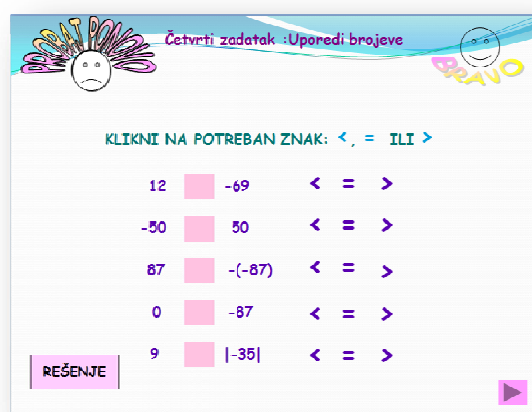 Četvrti zadatak :Uporedi brojeve
BRAVO
KLIKNI NA POTREBAN ZNAK: <, = ILI >
12 -69 < = >
-50 50 < = >
87 -(-87) < = >
0 -87 < = >
9 |-35| < = >
REŠENJE